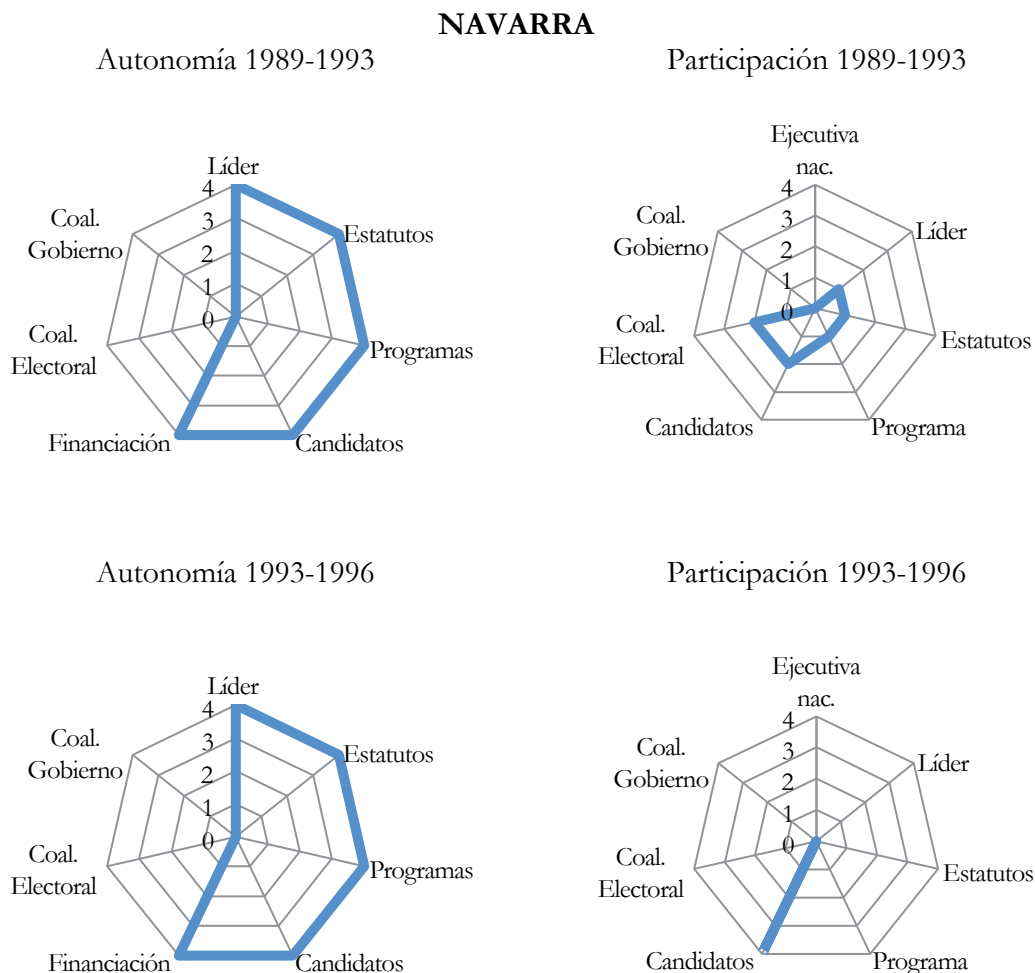 NAVARRA
Autonomía 1989-1993
Líder
4
3
2
1
0
Estatutos
Programas
Candidatos
Financiación
Coal.
Electoral
Coal.
Gobierno
Participación 1989-1993
Ejecutiva
nac.
4
3
2
1
0
Líder
Estatutos
Programa
Candidatos
Coal.
Electoral
Coal.
Gobierno
Autonomía 1993-1996
Líder
4
3
2
1
0
Estatutos
Programas
Candidatos
Financiación
Coal.
Electoral
Coal.
Gobierno
Participación 1993-1996
Ejecutiva
nac.
4
3
2
1
0
Líder
Estatutos
Programa
Candidatos
Coal.
Electoral
Coal.
Gobierno